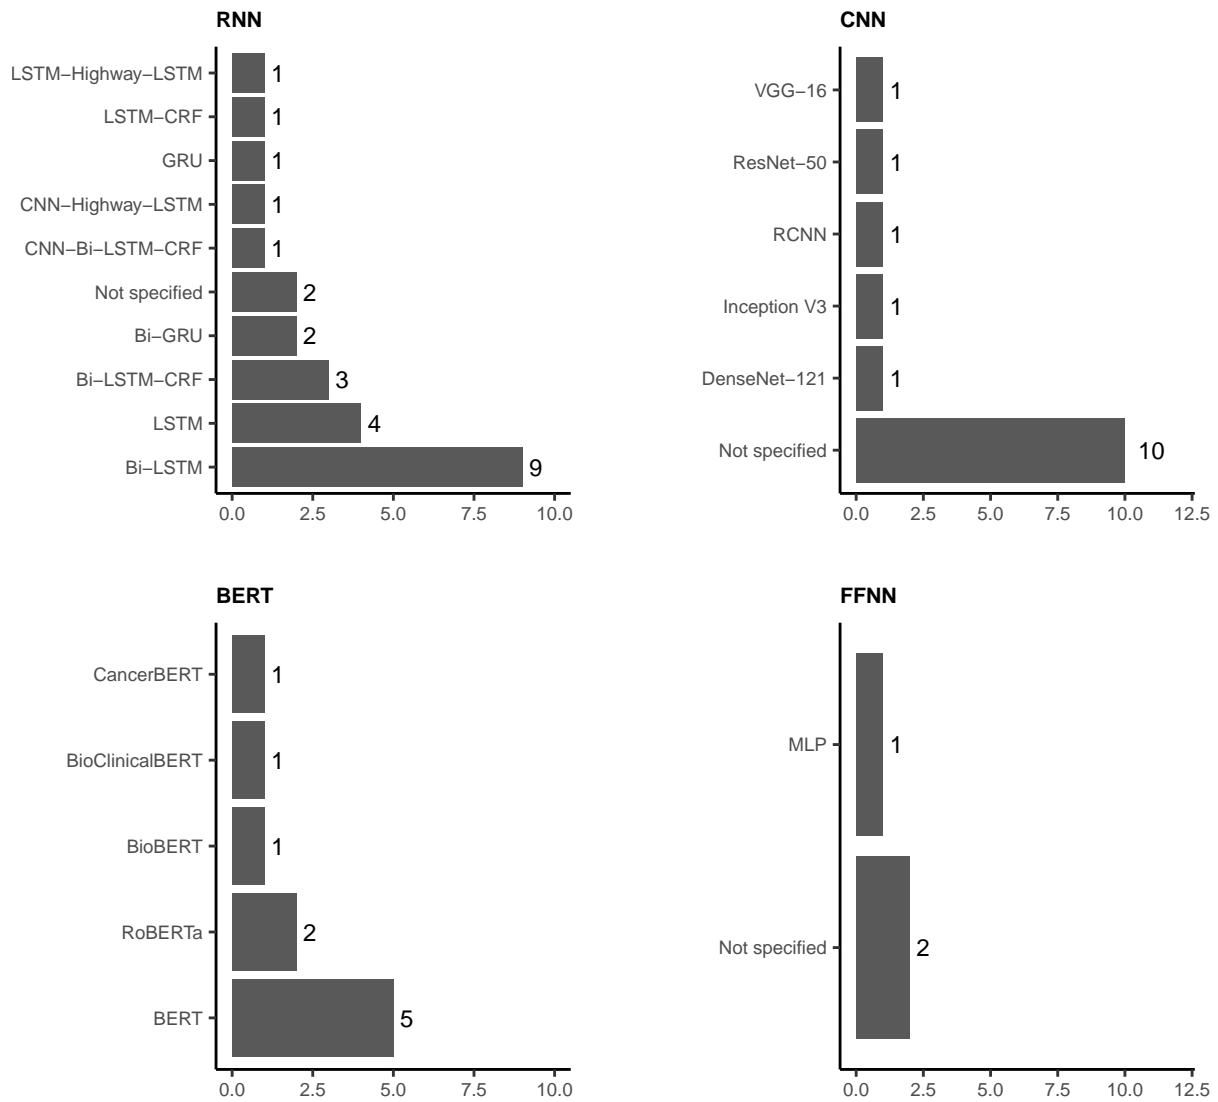 RNN
LSTM−Highway−LSTM 1
LSTM−CRF 1
GRU 1
CNN−Highway−LSTM 1
CNN−Bi−LSTM−CRF 1
Not specified 2
Bi−GRU 2
Bi−LSTM−CRF 3
LSTM 4
Bi−LSTM 9
0.0 2.5 5.0 7.5 10.0
CNN
VGG−16 1
ResNet−50 1
RCNN 1
Inception V3 1
DenseNet−121 1
Not specified 10
0.0 2.5 5.0 7.5 10.0 12.5
BERT
CancerBERT 1
BioClinicalBERT 1
BioBERT 1
RoBERTa 2
BERT 5
0.0 2.5 5.0 7.5 10.0
FFNN
MLP 1
Not specified 2
0.0 2.5 5.0 7.5 10.0 12.5